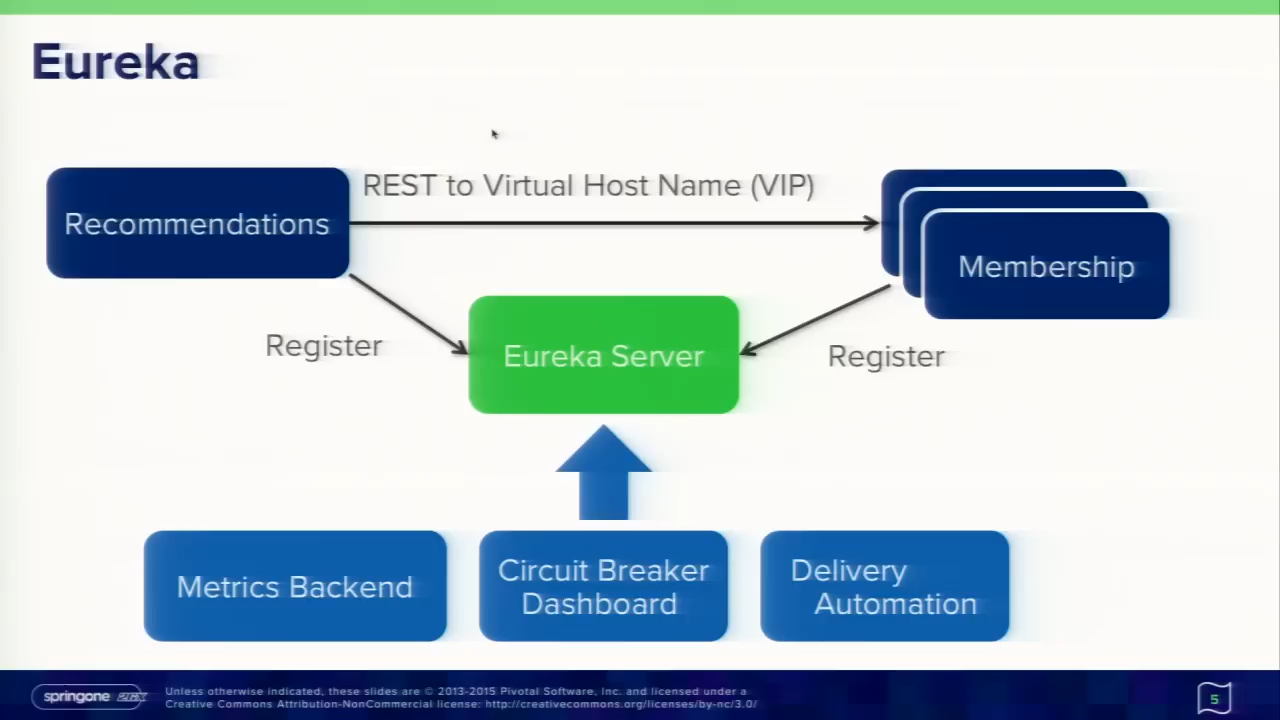 Eureka
REST to Virtual Host Name (VIP)
Recommendations
Membership
Register
Eureka Server
Register
Metrics Backend
Circuit Breaker
Dashboard
Delivery
Automation
springone 2GX
Unless otherwise indicated, these slides are © 2013-2015 Pivotal Software, Inc. and licensed under a
Creative Commons Attribution-NonCommercial license: http://creativecommons.org/licenses/by-nc/3.0/
5